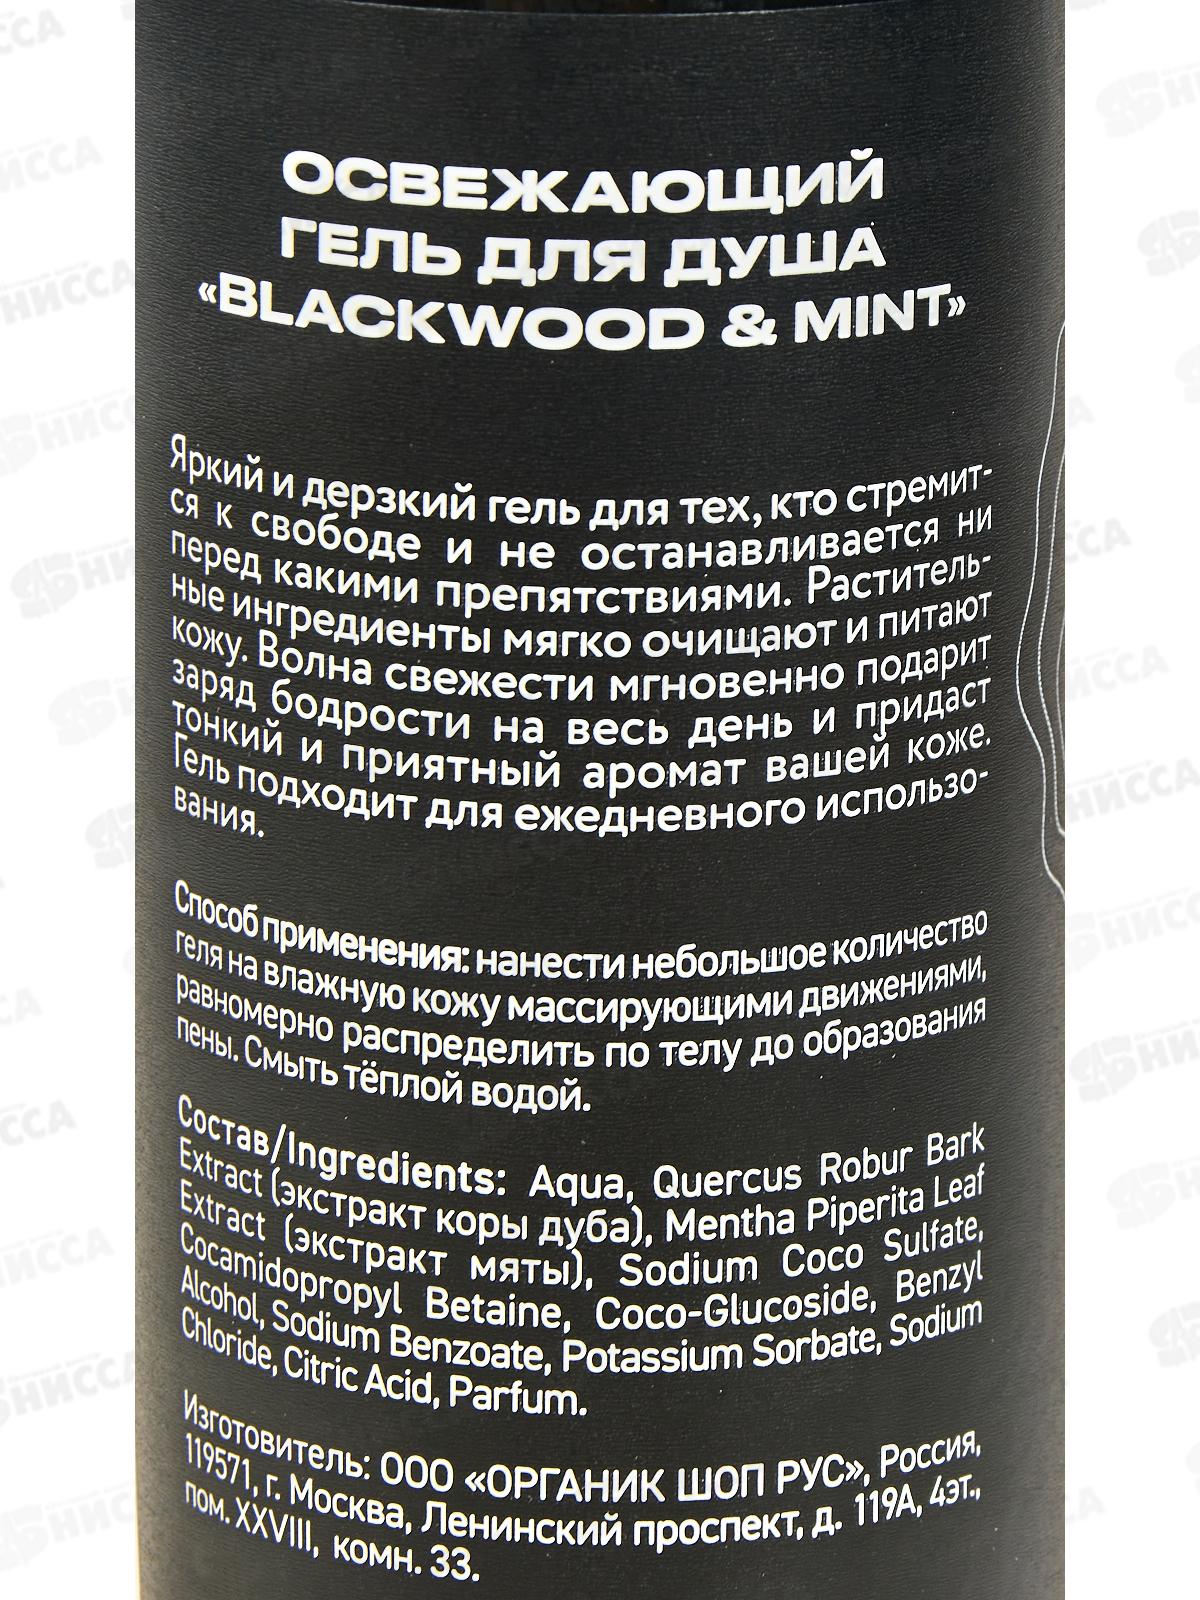 ОСВЕЖАЮЩИЙ
ГЕЛЬ ДЛЯ ДУША
«BLACKWOOD & MINT»
Яркий и дерзкий гель для тех, кто стремит-
ся к свободе и не останавливается ни
перед какими препятствиями. Раститель-
ные ингредиенты мягко очищают и питают
кожу. Волна свежести мгновенно подарит
заряд бодрости на весь день и придаст
тонкий и приятный аромат вашей коже.
Гель подходит для ежедневного использо-
вания.
Способ применения: нанести небольшое количество
геля на влажную кожу массирующими движениями,
равномерно распределить по телу до образования
пены. Смыть тёплой водой.
Состав/Ingredients: Aqua, Quercus Robur Bark
Extract (экстракт коры дуба), Mentha Piperita Leaf
Extract (экстракт мяты), Sodium Coco Sulfate,
Cocamidopropyl Betaine, Coco-Glucoside, Benzyl
Alcohol, Sodium Benzoate, Potassium Sorbate, Sodium
Chloride, Citric Acid, Parfum.
Изготовитель: ООО «ОРГАНИК ШОП РУС», Россия,
119571, г. Москва, Ленинский проспект, д. 119А, 4эт.,
пом. XXVIII, комн. 33.